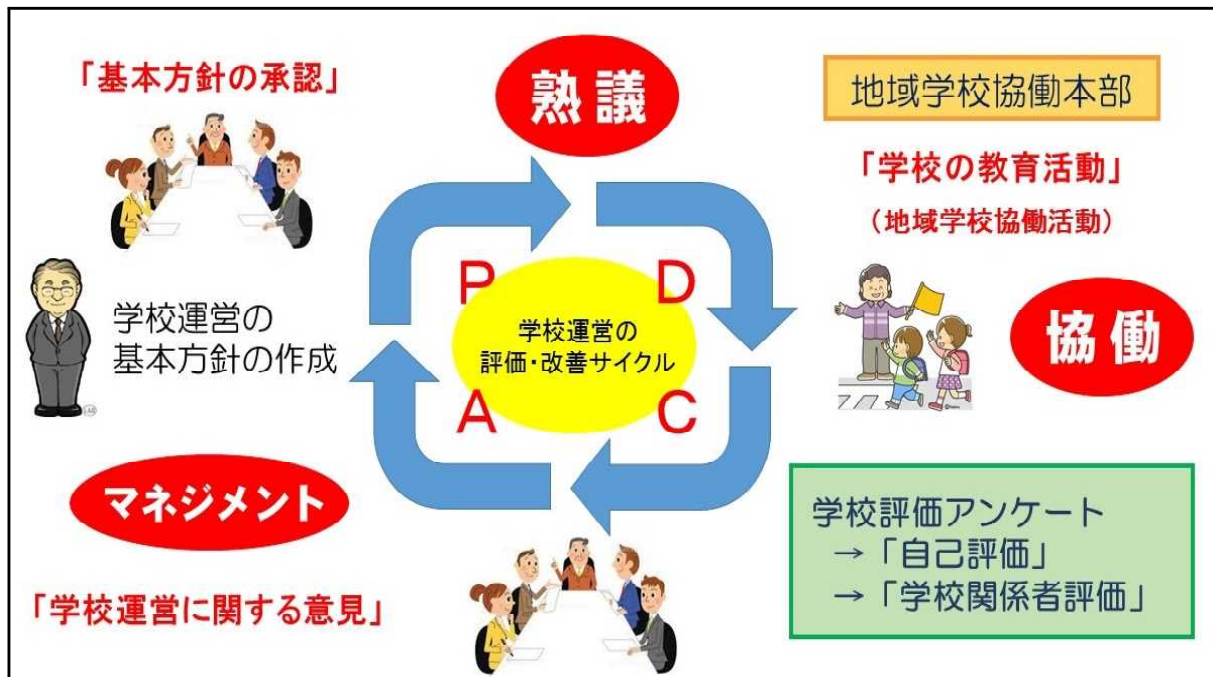 「基本方針の承認」
熟議
地域学校協働本部
「学校の教育活動」
（地域学校協働活動）
P
D
学校運営の
基本方針の作成
学校運営の
評価・改善サイクル
協働
A
C
マネジメント
学校評価アンケート
→「自己評価」
→「学校関係者評価」
「学校運営に関する意見」